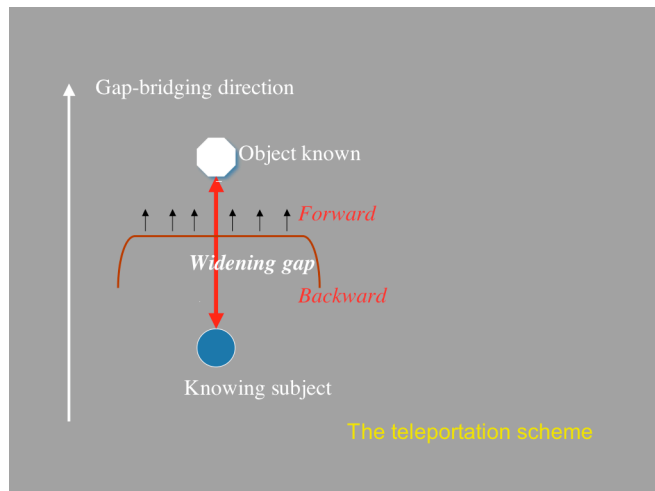 Gap-bridging direction
Object known
Forward
Widening gap
Backward
Knowing subject
The teleportation scheme